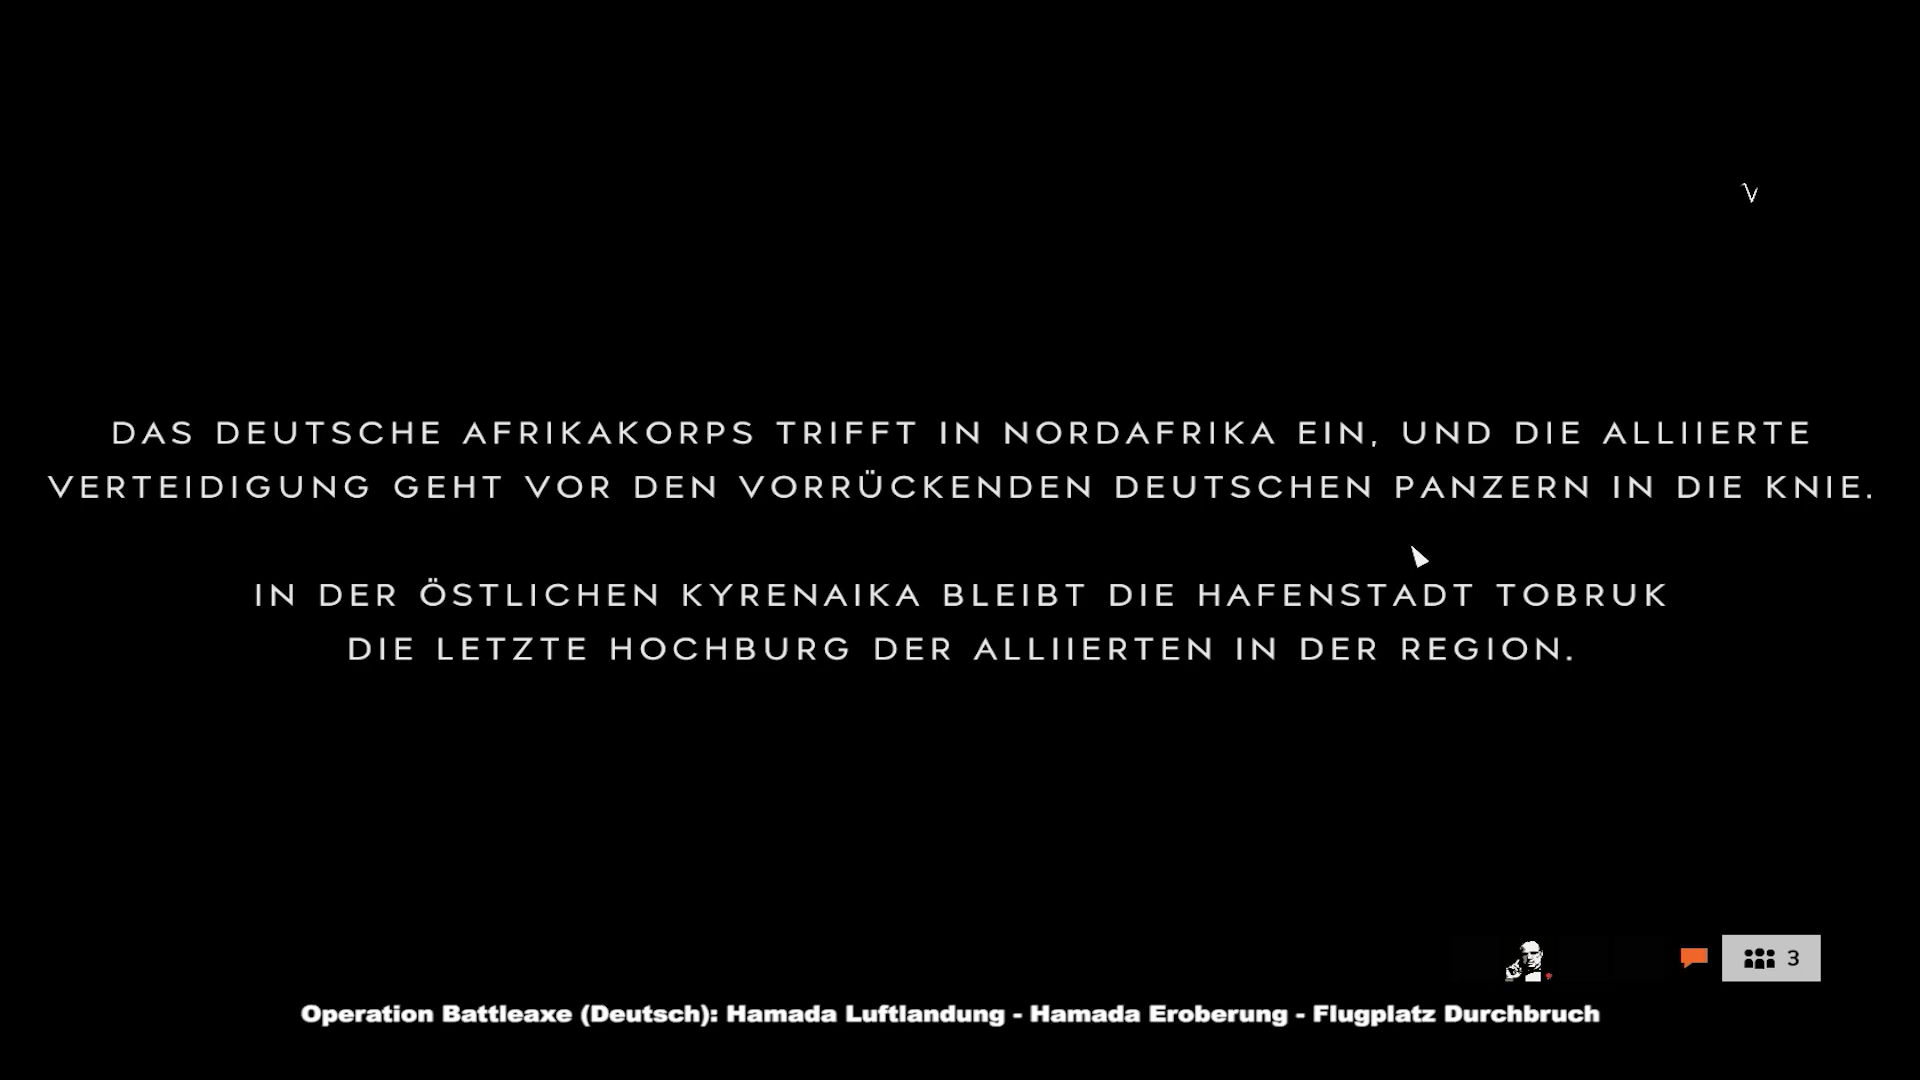 V
DAS DEUTSCHE AFRIKAKORPS TRIFFT IN NORDAFRIKA EIN, UND DIE ALLIIERTE
VERTEIDIGUNG GEHT VOR DEN VORRÜCKENDEN DEUTSCHEN PANZERN IN DIE KNIE.
IN DER ÖSTLICHEN KYRENAIKA BLEIBT DIE HAFENSTADT TOBRUK
DIE LETZTE HOCHBURG DER ALLIIERTEN IN DER REGION.
3
Operation Battleaxe (Deutsch): Hamada Luftlandung - Hamada Eroberung - Flugplatz Durchbruch